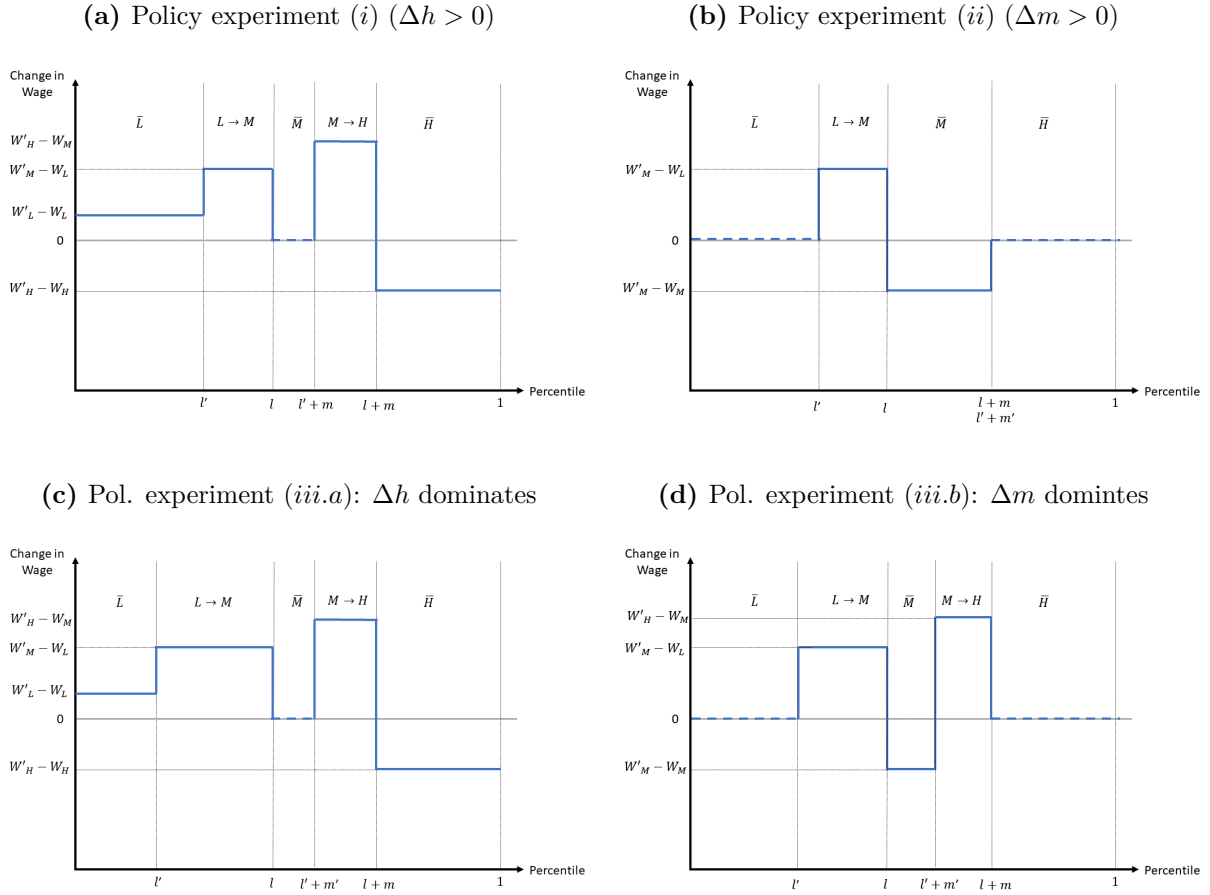 (a) Policy experiment (i) (Δh > 0)
Change in
Wage
L̄
L → M
M̄
M → H
H̄
W'_H − W_M
W'_M − W_L
W'_L − W_L
0
W'_H − W_H
Percentile
l'
l
l' + m
l + m
1
(b) Policy experiment (ii) (Δm > 0)
Change in
Wage
L̄
L → M
M̄
H̄
W'_M − W_L
0
W'_M − W_M
Percentile
l'
l
l + m
l' + m'
1
(c) Pol. experiment (iii.a): Δh dominates
Change in
Wage
L̄
L → M
M̄
M → H
H̄
W'_H − W_M
W'_M − W_L
W'_L − W_L
0
W'_H − W_H
Percentile
l'
l
l' + m'
l + m
1
(d) Pol. experiment (iii.b): Δm domintes
Change in
Wage
L̄
L → M
M̄
M → H
H̄
W'_H − W_M
W'_M − W_L
0
W'_M − W_M
Percentile
l'
l
l' + m'
l + m
1